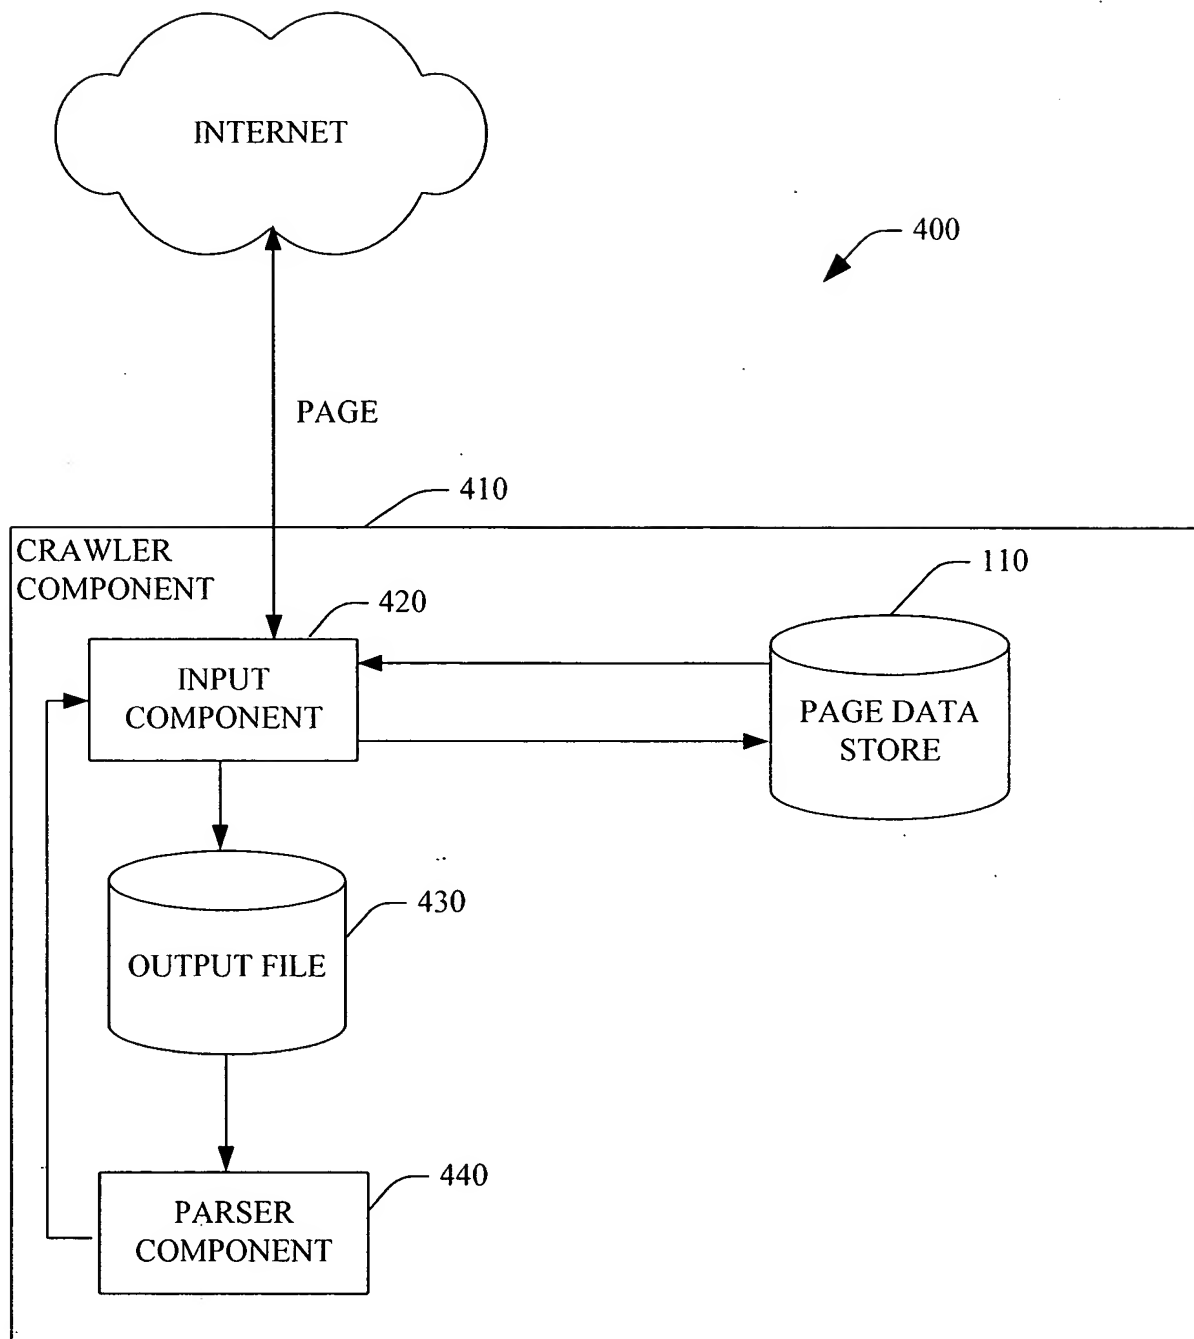 INTERNET
400
PAGE
410
CRAWLER
COMPONENT
110
420
INPUT
COMPONENT
PAGE DATA
STORE
430
OUTPUT FILE
440
PARSER
COMPONENT